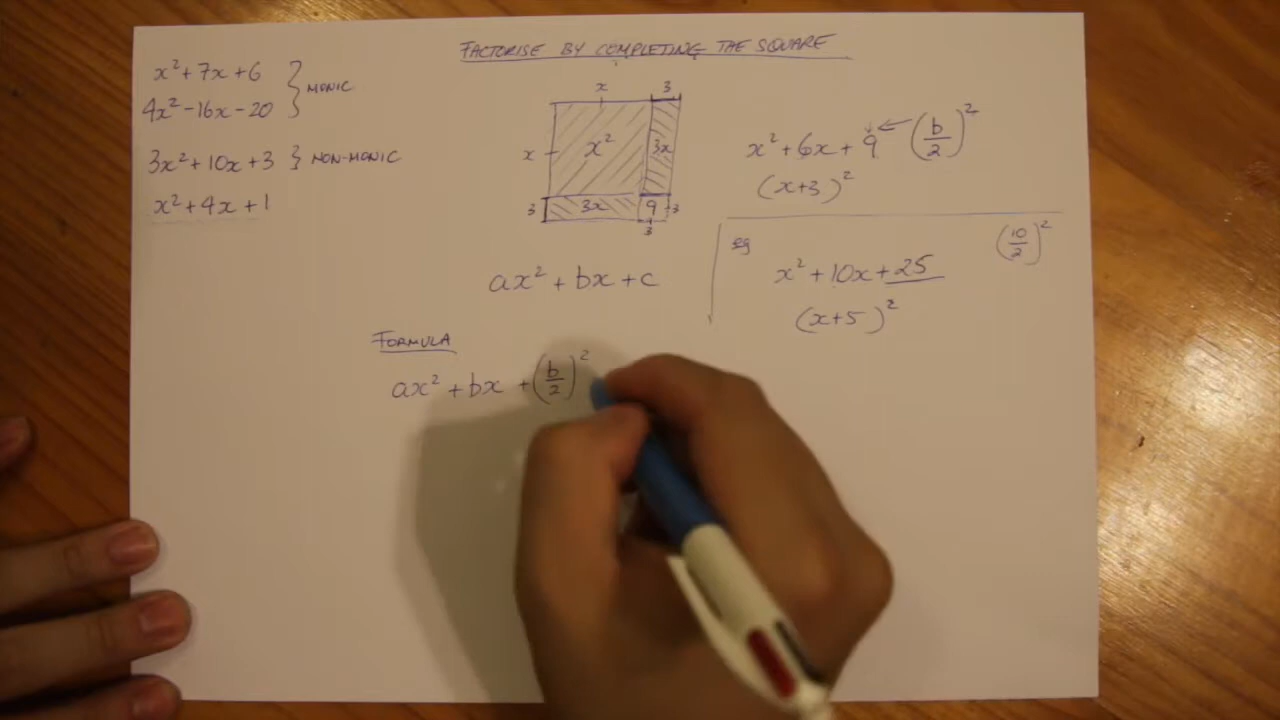 FACTORISE BY COMPLETING THE SQUARE
x² + 7x + 6
4x² - 16x - 20
} MONIC
3x² + 10x + 3 } NON-MONIC
x² + 4x + 1
x 3
x x² 3x
3 3x 9 3
3
ax² + bx + c
x² + 6x + 9 ← (b/2)²
(x+3)²
eg (10/2)²
x² + 10x + 25
(x+5)²
FORMULA
ax² + bx + (b/2)²